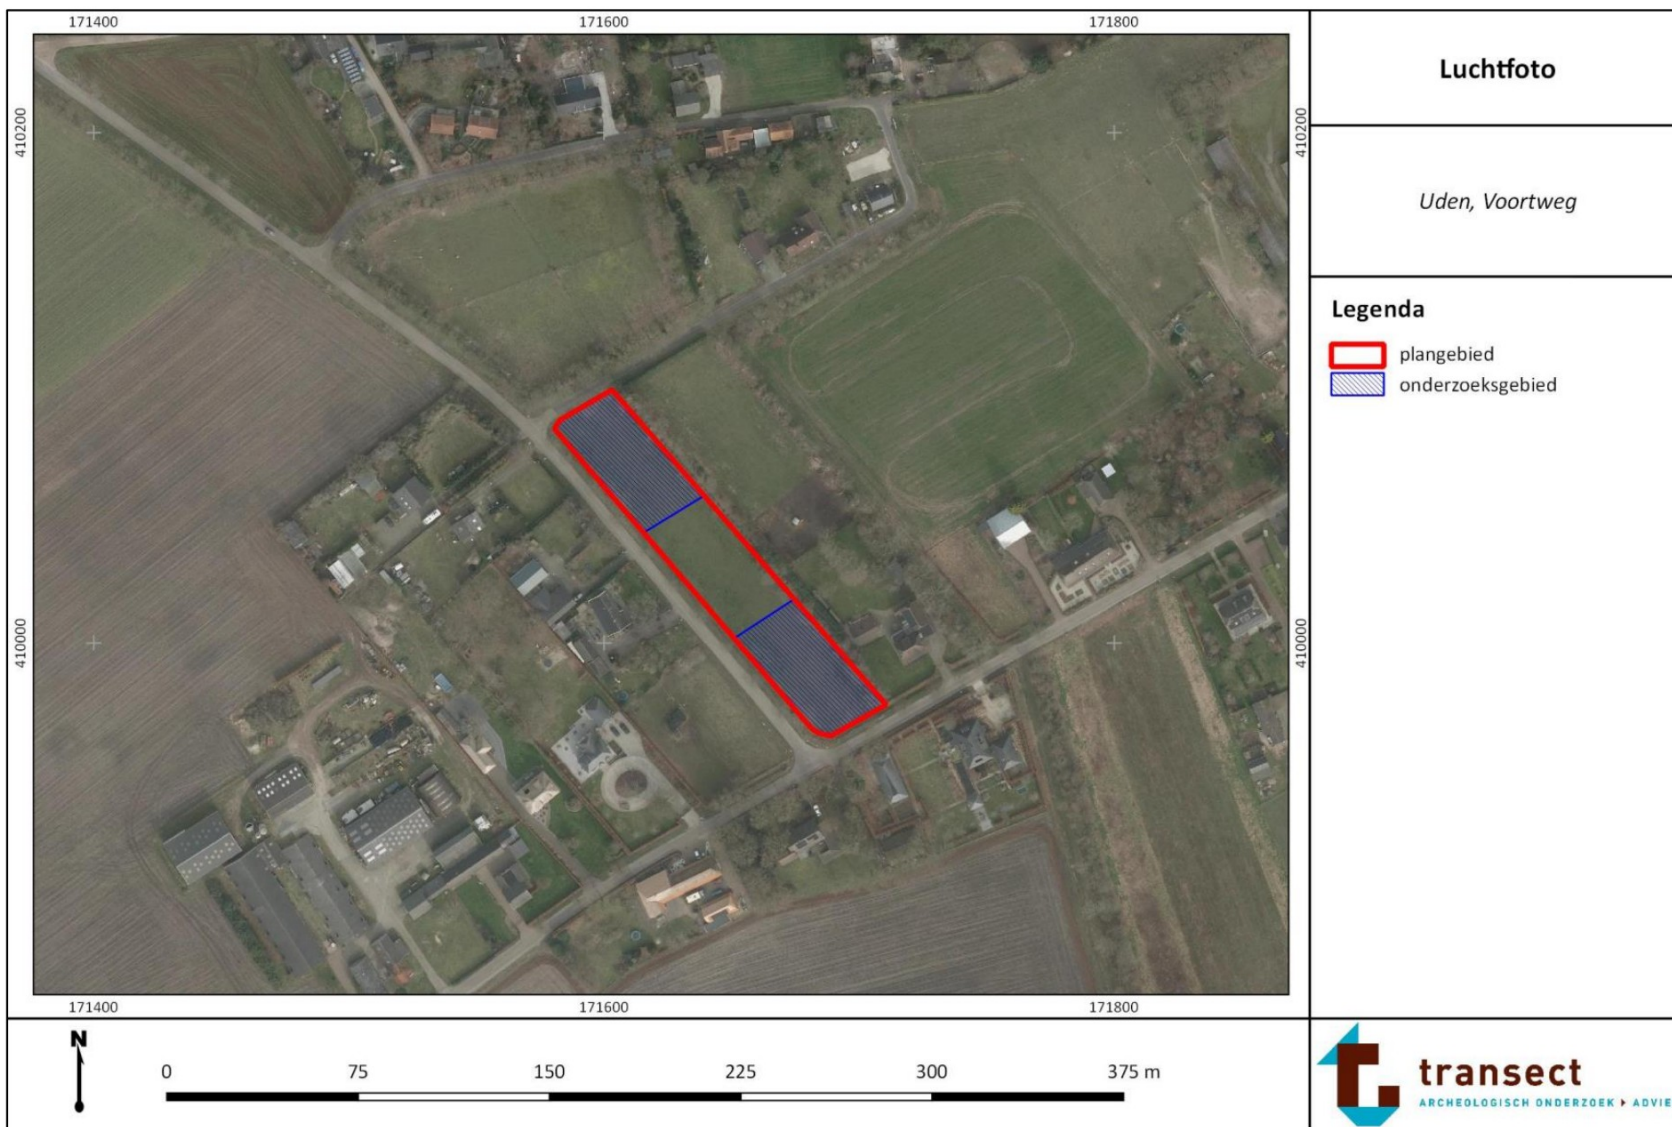 171400 171600 171800
410200 410200
410000 410000
171400 171600 171800
Luchtfoto
Uden, Voortweg
Legenda
plangebied
onderzoeksgebied
N
0 75 150 225 300 375 m
transect
ARCHEOLOGISCH ONDERZOEK ADVIE